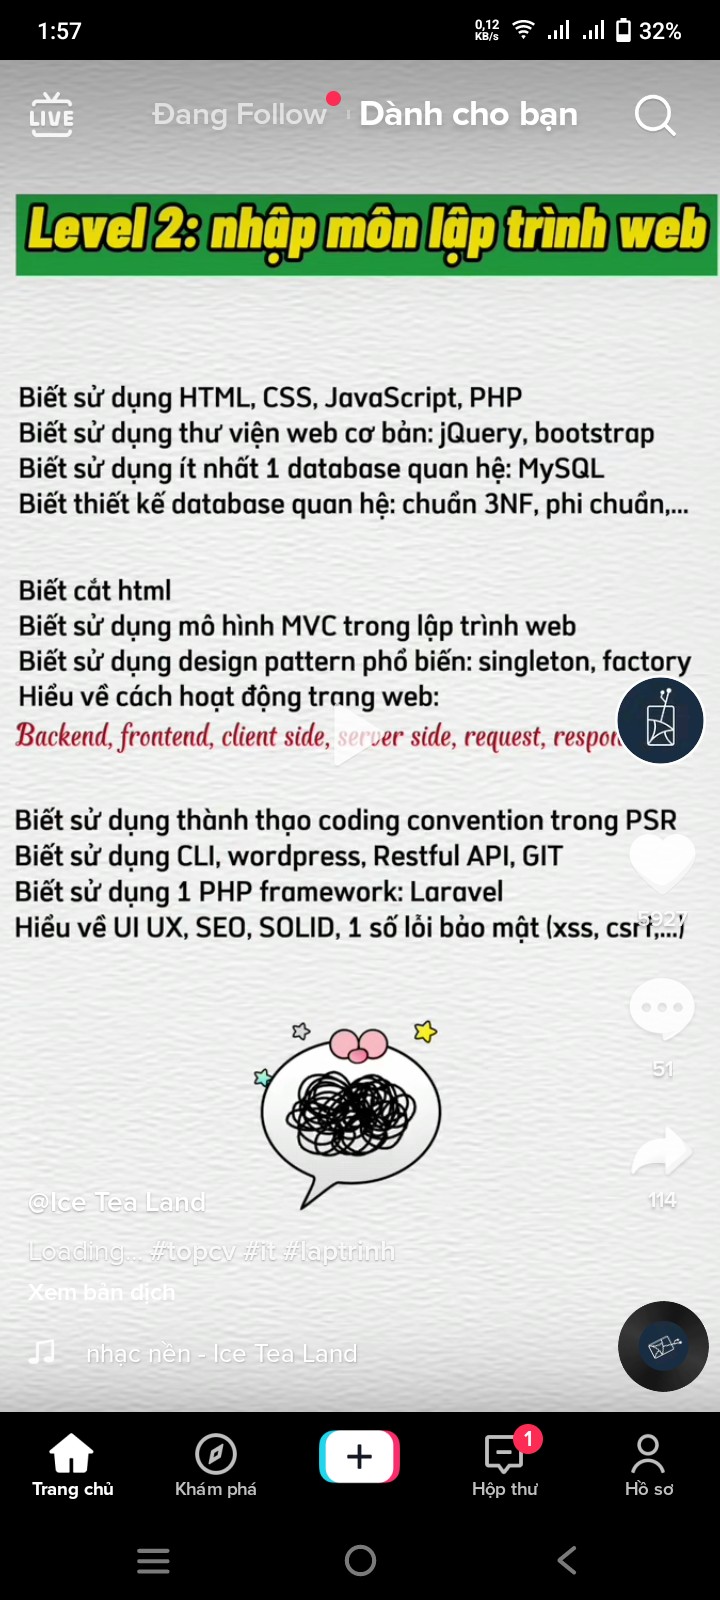 1:57
0,12
KB/s
32%
LIVE
Đang Follow
Dành cho bạn
Level 2: nhập môn lập trình web
Biết sử dụng HTML, CSS, JavaScript, PHP
Biết sử dụng thư viện web cơ bản: jQuery, bootstrap
Biết sử dụng ít nhất 1 database quan hệ: MySQL
Biết thiết kế database quan hệ: chuẩn 3NF, phi chuẩn,...
Biết cắt html
Biết sử dụng mô hình MVC trong lập trình web
Biết sử dụng design pattern phổ biến: singleton, factory
Hiểu về cách hoạt động trang web:
Backend, frontend, client side, server side, request, respon
Biết sử dụng thành thạo coding convention trong PSR
Biết sử dụng CLI, wordpress, Restful API, GIT
Biết sử dụng 1 PHP framework: Laravel
Hiểu về UI UX, SEO, SOLID, 1 số lỗi bảo mật (xss, csrf,...)
5927
51
114
@Ice Tea Land
Loading... #topcv #it #laptrinh
Xem bản dịch
nhạc nền - Ice Tea Land
1
Trang chủ
Khám phá
Hộp thư
Hồ sơ